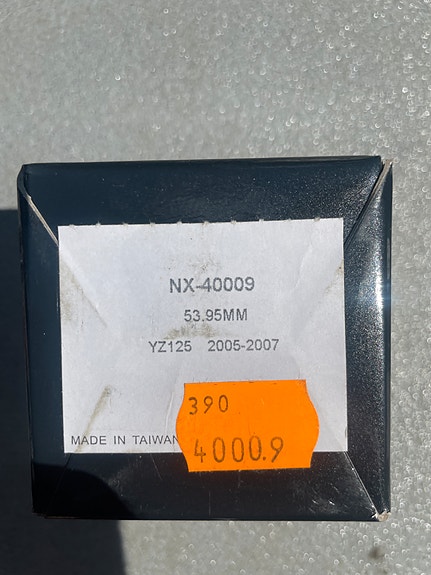 NX-40009
53.95MM
YZ125 2005-2007
MADE IN TAIWAN
390
4000.9